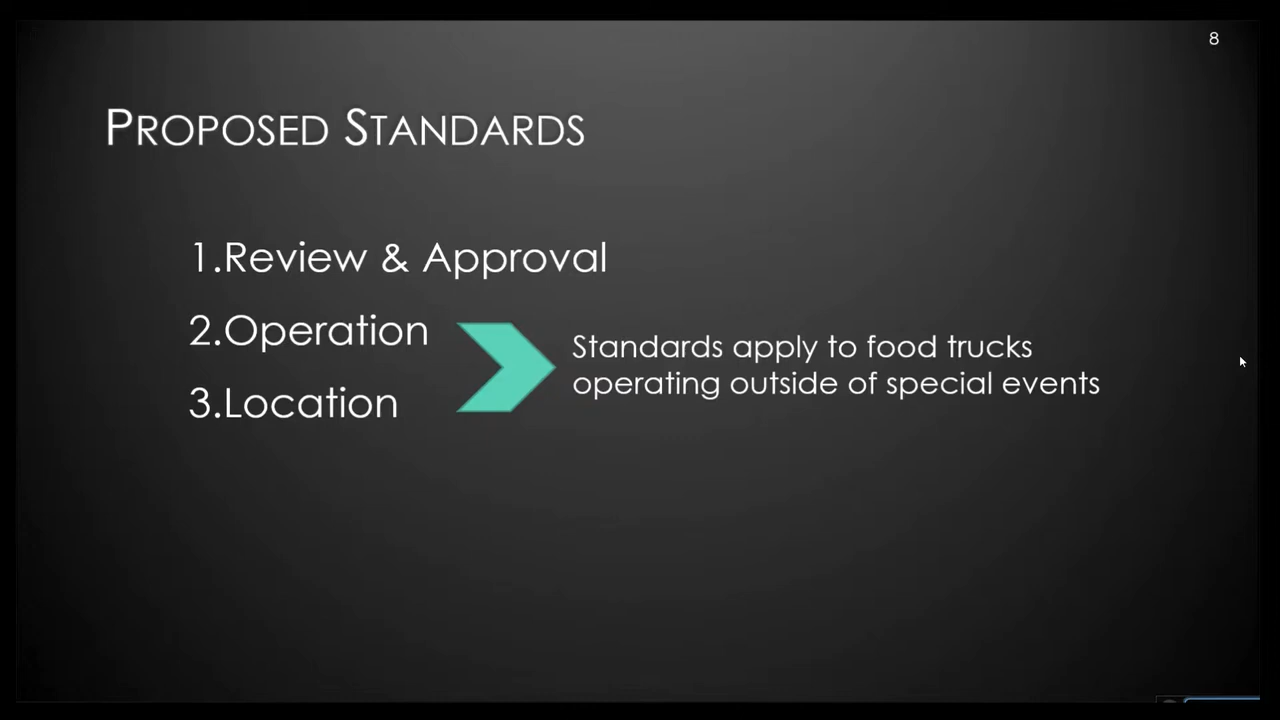 8
PROPOSED STANDARDS
1.Review & Approval
2.Operation
3.Location
Standards apply to food trucks
operating outside of special events